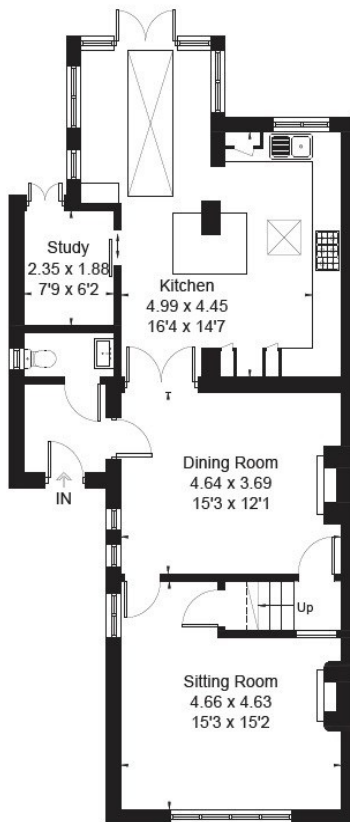 Study
2.35 x 1.88
7'9 x 6'2
Kitchen
4.99 x 4.45
16'4 x 14'7
IN
Dining Room
4.64 x 3.69
15'3 x 12'1
Up
Sitting Room
4.66 x 4.63
15'3 x 15'2